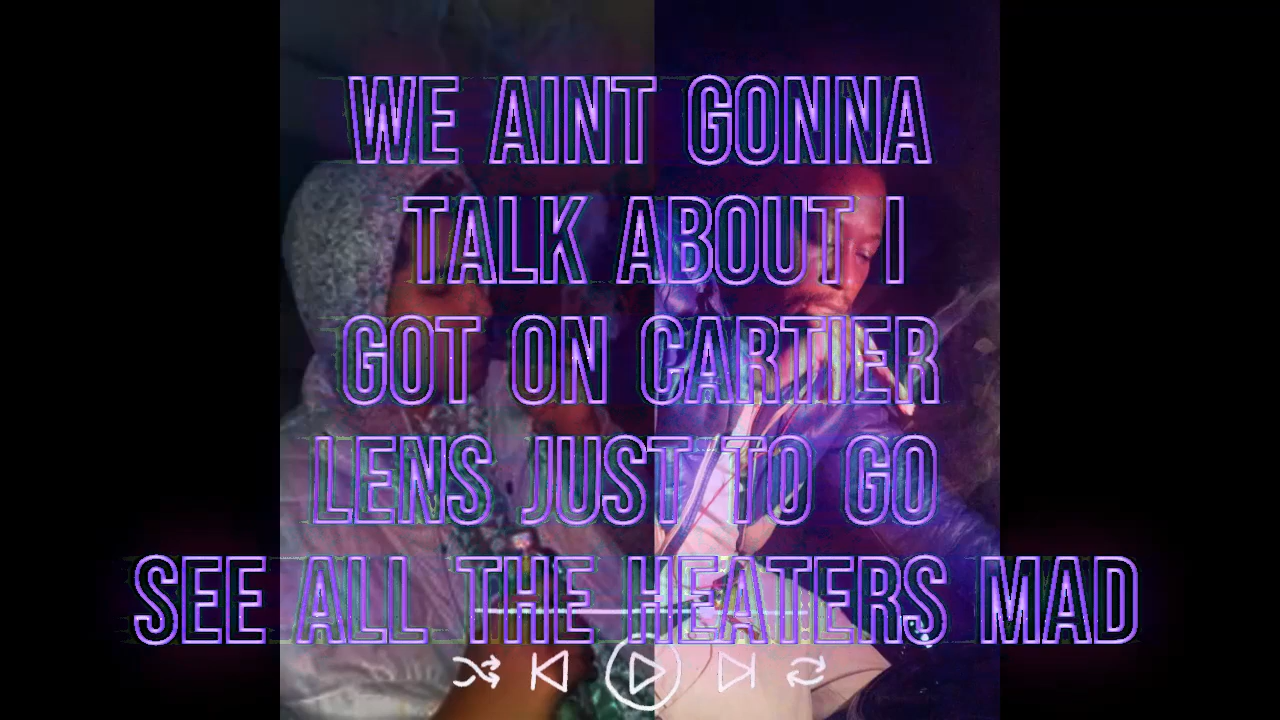 WE AINT GONNA
TALK ABOUT I
GOT ON CARTIER
LENS JUST TO GO
SEE ALL THE HEATERS MAD